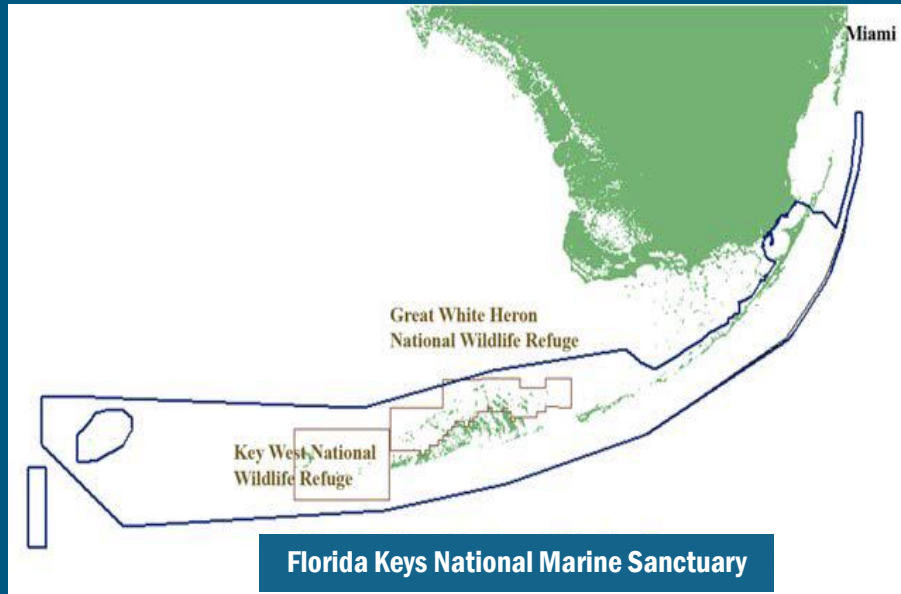 Miami
Great White Heron
National Wildlife Refuge
Key West National
Wildlife Refuge
Florida Keys National Marine Sanctuary